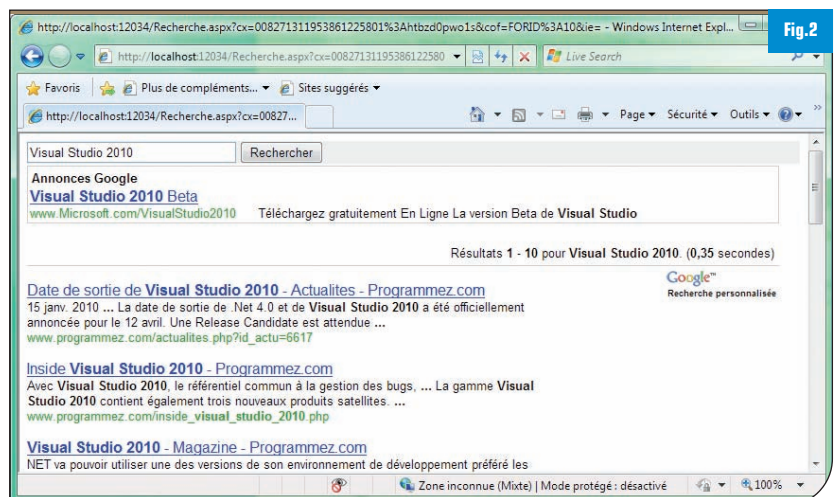 http://localhost:12034/Recherche.aspx?cx=008271311953861225801%3Ahtbzd0pwo1s&cof=FORID%3A10&ie= - Windows Internet Expl...
Fig.2
http://localhost:12034/Recherche.aspx?cx=00827131195386122580
Live Search
Favoris
Plus de compléments...
Sites suggérés
http://localhost:12034/Recherche.aspx?cx=00827...
Page
Sécurité
Outils
Visual Studio 2010
Rechercher
Annonces Google
Visual Studio 2010 Beta
www.Microsoft.com/VisualStudio2010 Téléchargez gratuitement En Ligne La version Beta de Visual Studio
Résultats 1 - 10 pour Visual Studio 2010. (0,35 secondes)
Google™
Recherche personnalisée
Date de sortie de Visual Studio 2010 - Actualites - Programmez.com
15 janv. 2010 ... La date de sortie de .Net 4.0 et de Visual Studio 2010 a été officiellement
annoncée pour le 12 avril. Une Release Candidate est attendue ...
www.programmez.com/actualites.php?id_actu=6617
Inside Visual Studio 2010 - Programmez.com
Avec Visual Studio 2010, le référentiel commun à la gestion des bugs, ... La gamme Visual
Studio 2010 contient également trois nouveaux produits satellites. ...
www.programmez.com/inside_visual_studio_2010.php
Visual Studio 2010 - Magazine - Programmez.com
NET va pouvoir utiliser une des versions de son environnement de développement préféré les
Zone inconnue (Mixte) | Mode protégé : désactivé
100%